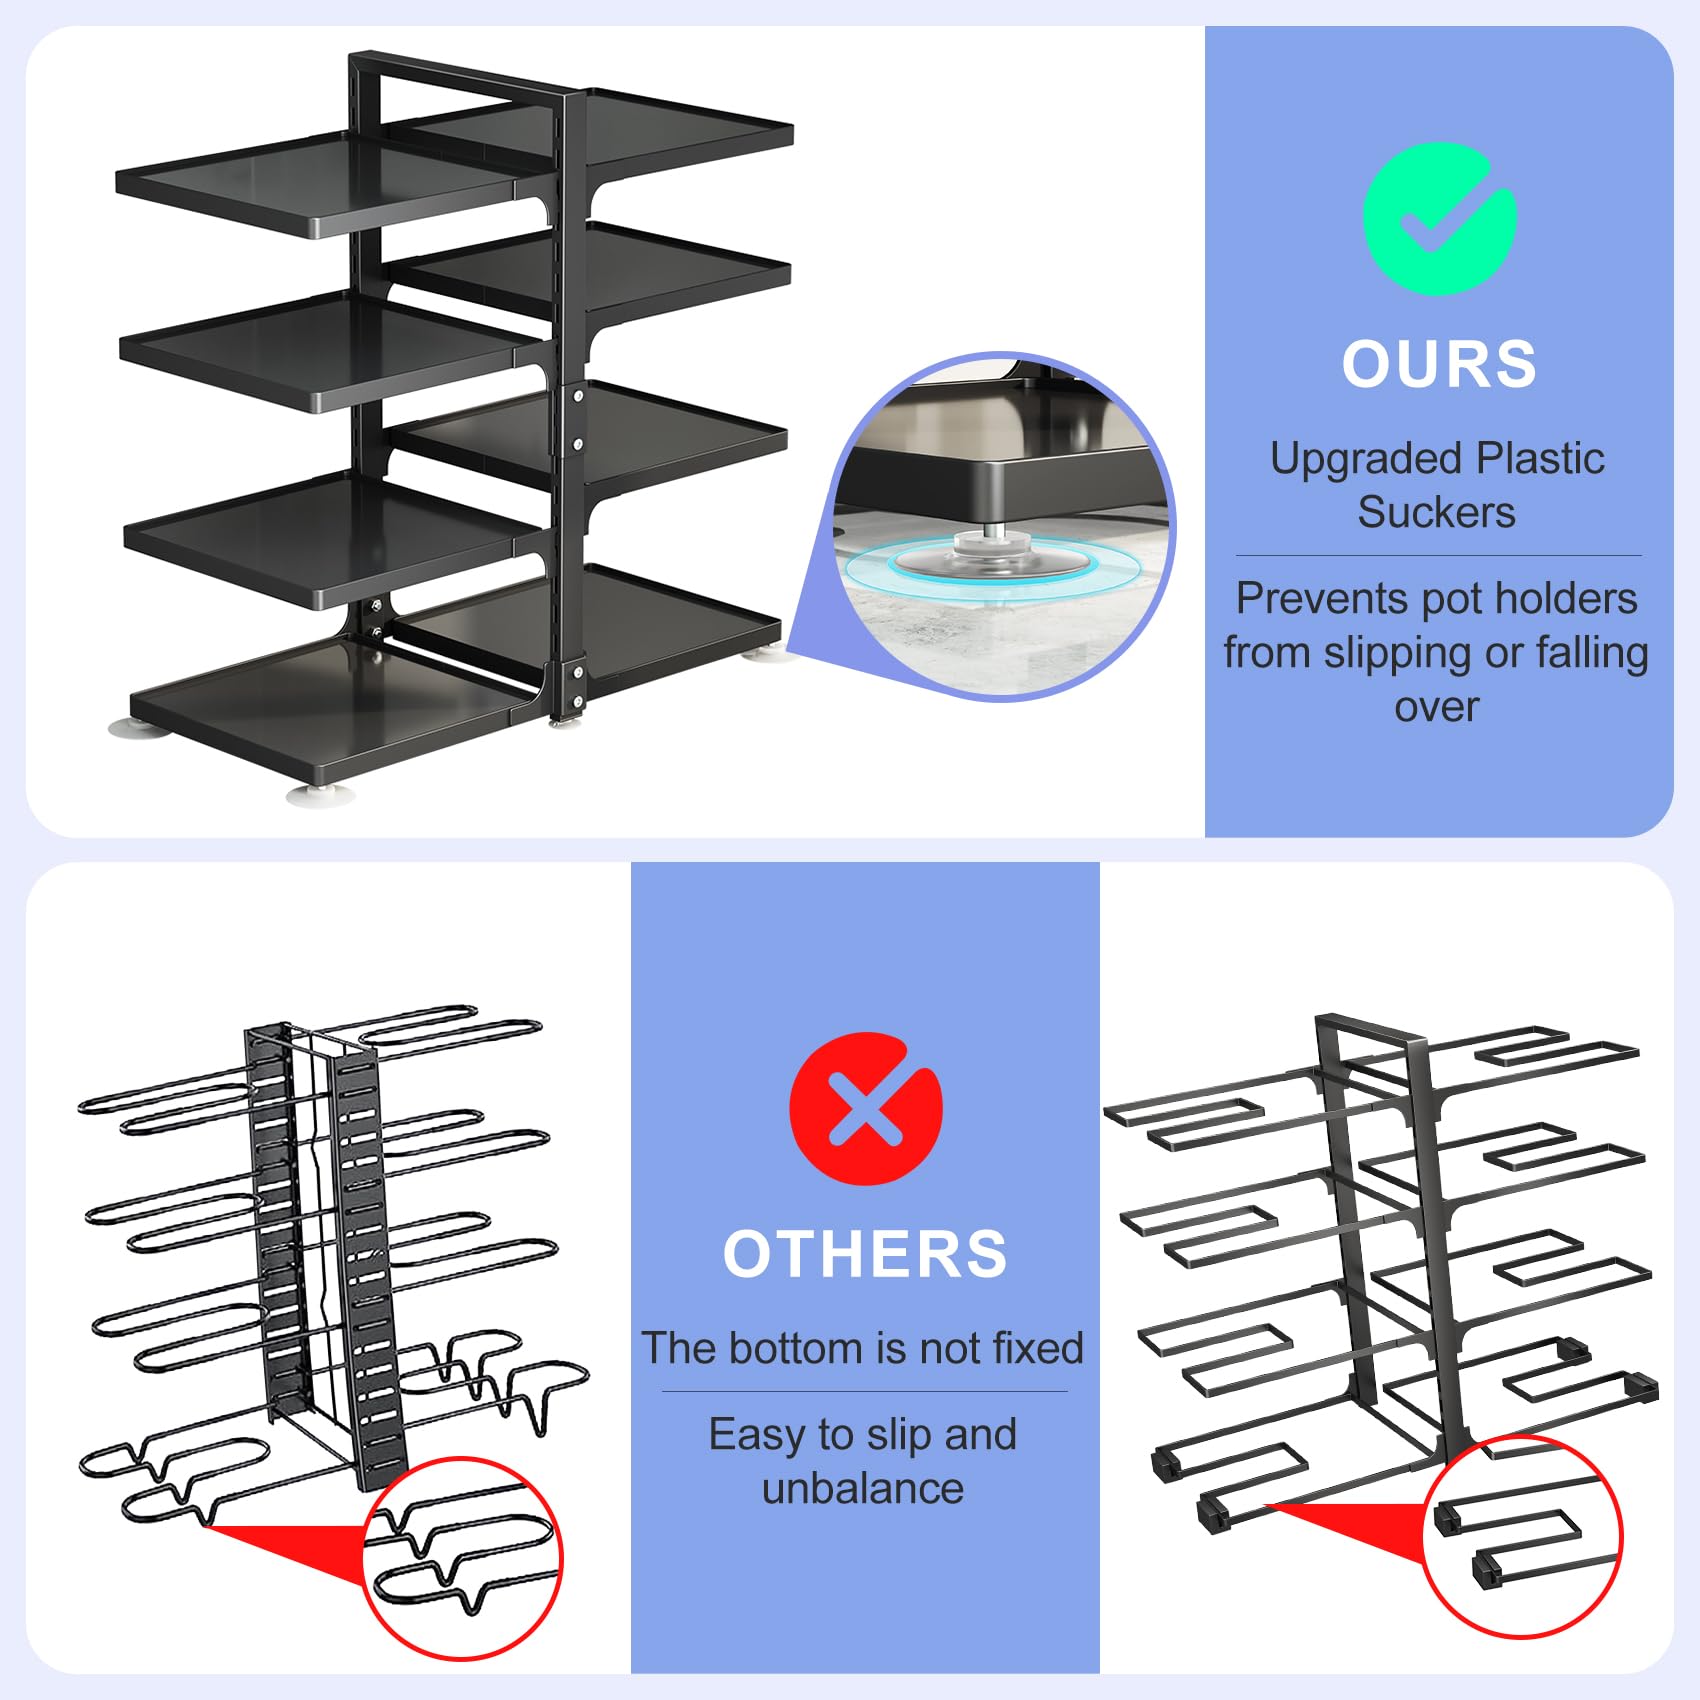 OURS
Upgraded Plastic
Suckers
Prevents pot holders
from slipping or falling
over
OTHERS
The bottom is not fixed
Easy to slip and
unbalance